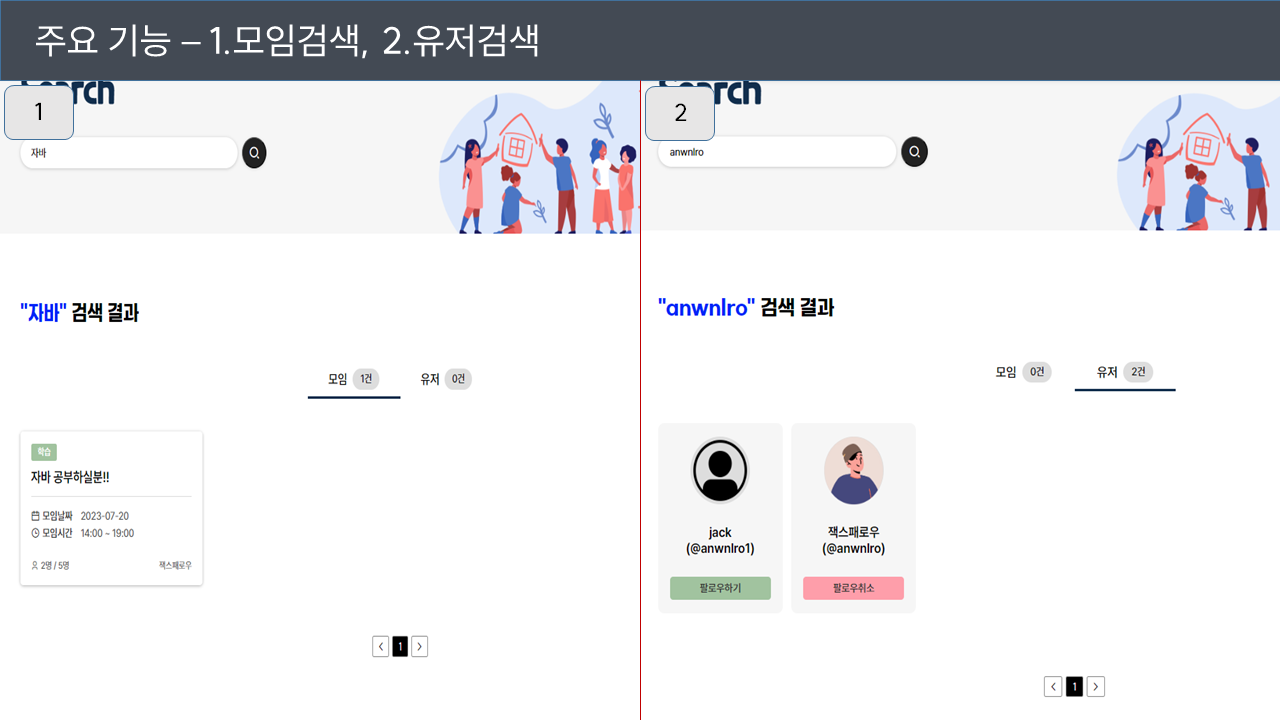 주요 기능 – 1.모임검색, 2.유저검색
1
자바
"자바" 검색 결과
모임 1건 유저 0건
학습
자바 공부하실분!!
모임날짜 2023-07-20
모임시간 14:00 ~ 19:00
2명 / 5명 잭스패로우
1
2
anwnlro
"anwnlro" 검색 결과
모임 0건 유저 2건
jack
(@anwnlro1)
팔로우하기
잭스패로우
(@anwnlro)
팔로우취소
1